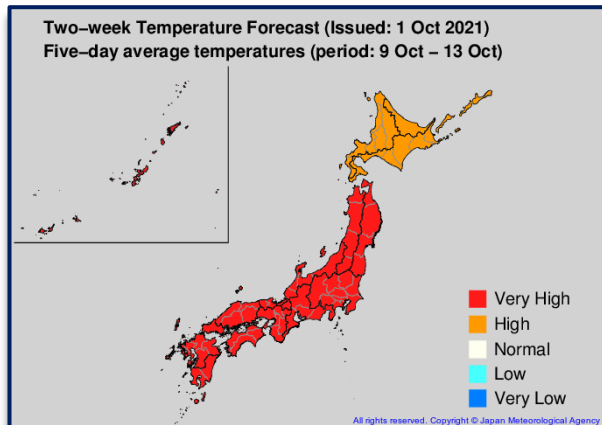 Two-week Temperature Forecast (Issued: 1 Oct 2021)
Five-day average temperatures (period: 9 Oct – 13 Oct)
Very High
High
Normal
Low
Very Low
All rights reserved. Copyright © Japan Meteorological Agency